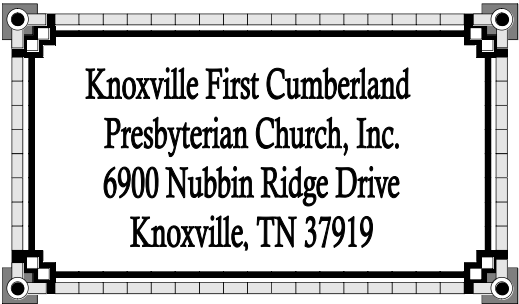 Knoxville First Cumberland
Presbyterian Church, Inc.
6900 Nubbin Ridge Drive
Knoxville, TN 37919